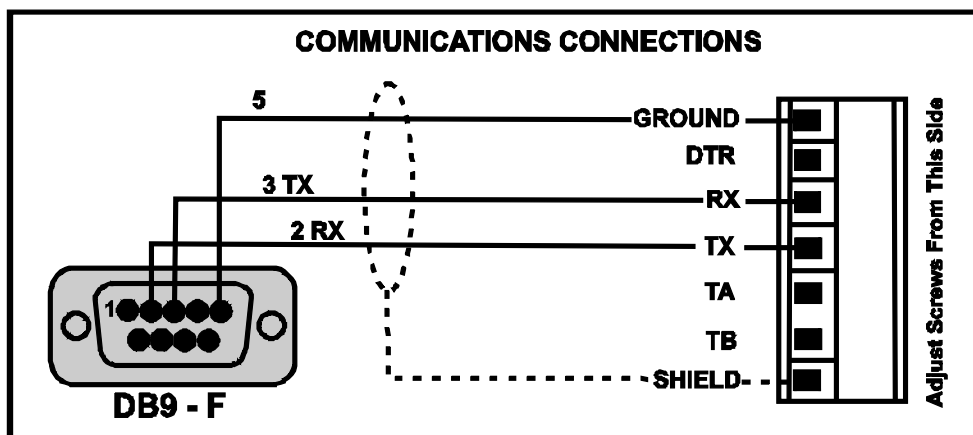 COMMUNICATIONS CONNECTIONS
5
GROUND
DTR
3 TX
RX
2 RX
TX
1
TA
TB
SHIELD
DB9 - F
Adjust Screws From This Side